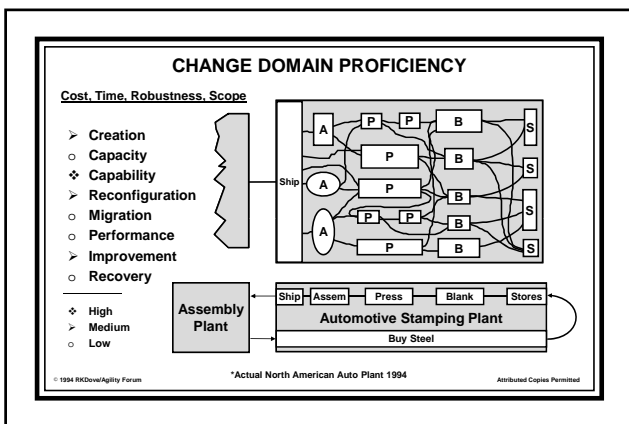 CHANGE DOMAIN PROFICIENCY
Cost, Time, Robustness, Scope
➢ Creation
○ Capacity
❖ Capability
➢ Reconfiguration
○ Migration
○ Performance
➢ Improvement
○ Recovery
❖ High
➢ Medium
○ Low
Ship
A
P
P
B
S
P
B
S
A
P
B
S
A
P
P
B
P
B
S
Assembly
Plant
Ship
Assem
Press
Blank
Stores
Automotive Stamping Plant
Buy Steel
*Actual North American Auto Plant 1994
© 1994 RKDove/Agility Forum
Attributed Copies Permitted